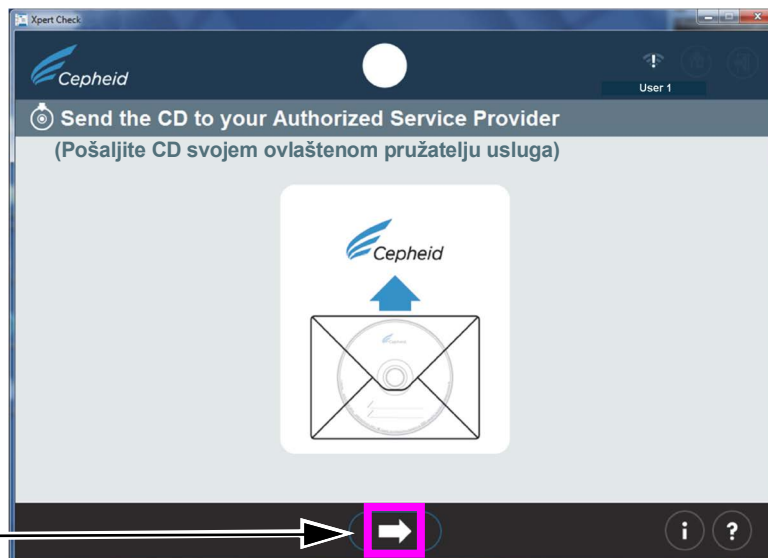 Xpert Check
Cepheid
User 1
Send the CD to your Authorized Service Provider
(Pošaljite CD svojem ovlaštenom pružatelju usluga)
Cepheid
Cepheid
i ?